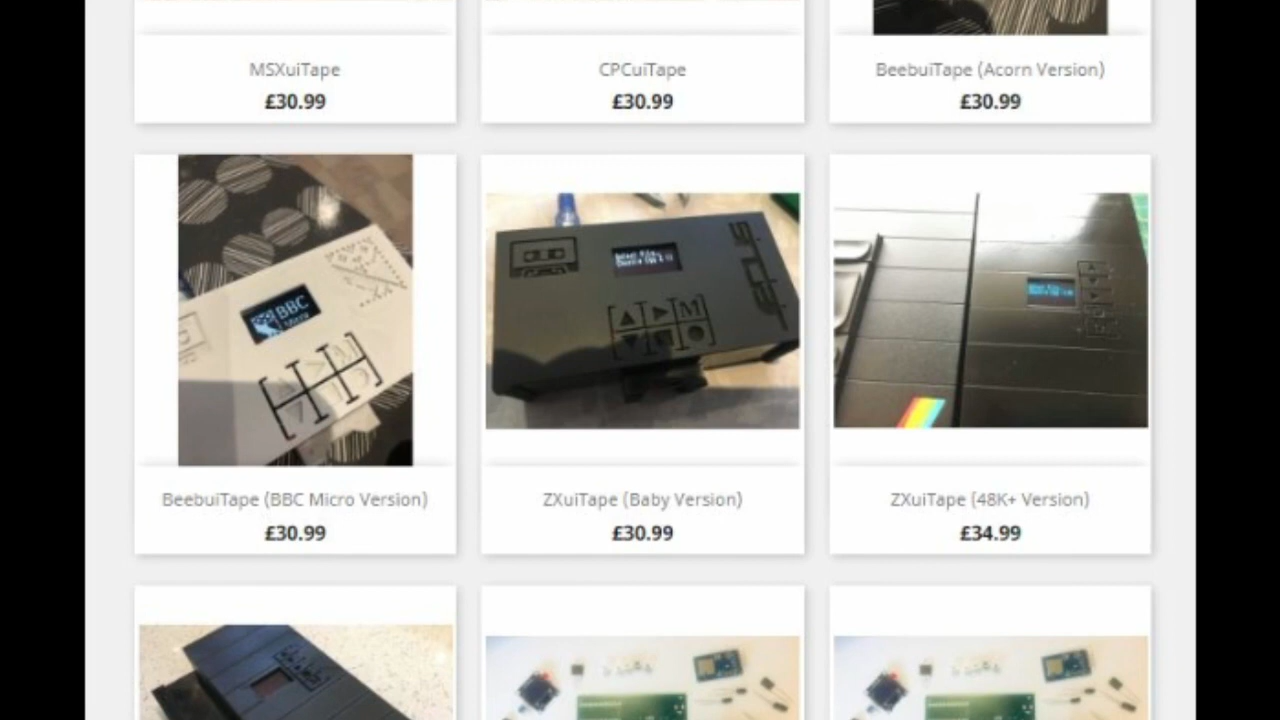 MSXuiTape
CPCuiTape
BeebuiTape (Acorn Version)
£30.99
£30.99
£30.99
BBC
Micro
M
BeebuiTape (BBC Micro Version)
ZXuiTape (Baby Version)
ZXuiTape (48K+ Version)
£30.99
£30.99
£34.99